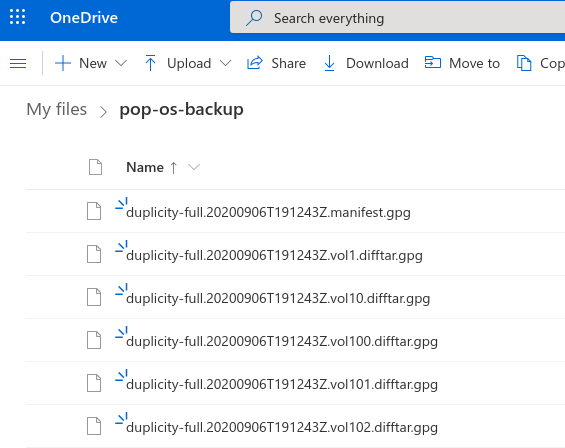 OneDrive
Search everything
New
Upload
Share
Download
Move to
Cop
My files
pop-os-backup
Name
duplicity-full.20200906T191243Z.manifest.gpg
duplicity-full.20200906T191243Z.vol1.difftar.gpg
duplicity-full.20200906T191243Z.vol10.difftar.gpg
duplicity-full.20200906T191243Z.vol100.difftar.gpg
duplicity-full.20200906T191243Z.vol101.difftar.gpg
duplicity-full.20200906T191243Z.vol102.difftar.gpg